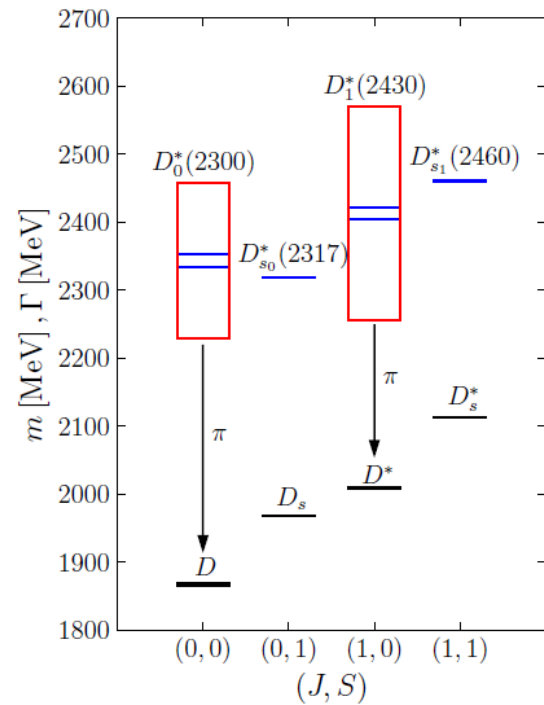 2700
2600
2500
2400
2300
2200
2100
2000
1900
1800
m [MeV] , Γ [MeV]
D*₀(2300)
D*ₛ₀(2317)
D*₁(2430)
D*ₛ₁(2460)
π
π
D
Dₛ
D*
D*ₛ
(0, 0) (0, 1) (1, 0) (1, 1)
(J, S)